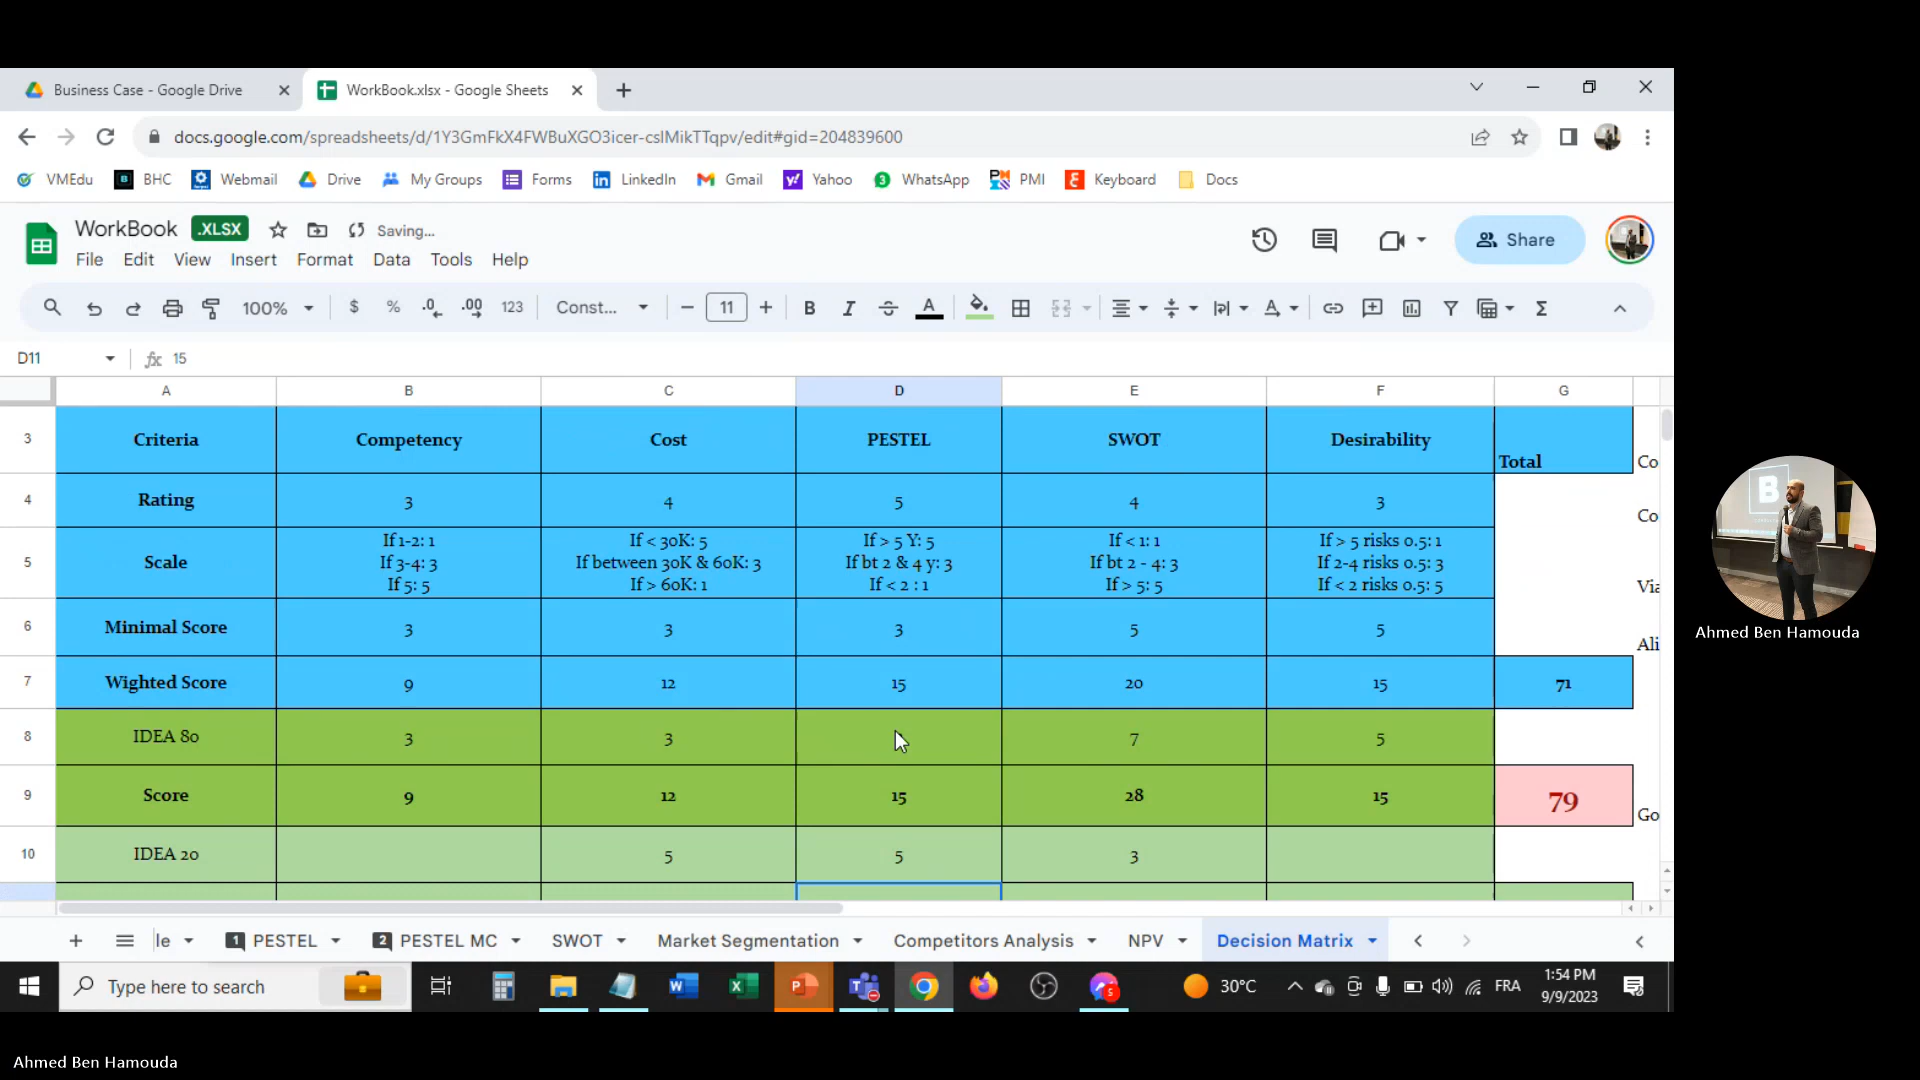 Business Case - Google Drive
WorkBook.xlsx - Google Sheets
docs.google.com/spreadsheets/d/1Y3GmFkX4FWBuXGO3icer-cslMikTTqpv/edit#gid=204839600
VMEdu BHC Webmail Drive My Groups Forms LinkedIn Gmail Yahoo WhatsApp PMI Keyboard Docs
WorkBook .XLSX Saving...
Share
File Edit View Insert Format Data Tools Help
100% $ % .0 .00 123 Const... 11 B I A
D11 fx 15
A B C D E F G
3 Criteria Competency Cost PESTEL SWOT Desirability Total Co
4 Rating 3 4 5 4 3 Co
5 Scale
If 1-2: 1
If 3-4: 3
If 5: 5
If < 30K: 5
If between 30K & 60K: 3
If > 60K: 1
If > 5 Y: 5
If bt 2 & 4 y: 3
If < 2 : 1
If < 1: 1
If bt 2 - 4: 3
If > 5: 5
If > 5 risks 0.5: 1
If 2-4 risks 0.5: 3
If < 2 risks 0.5: 5
Via
6 Minimal Score 3 3 3 5 5 Ali
7 Wighted Score 9 12 15 20 15 71
8 IDEA 80 3 3 7 5
9 Score 9 12 15 28 15 79 Go
10 IDEA 20 5 5 3
le 1 PESTEL 2 PESTEL MC SWOT Market Segmentation Competitors Analysis NPV Decision Matrix
Type here to search
30°C FRA
1:54 PM
9/9/2023
B
Ahmed Ben Hamouda
Ahmed Ben Hamouda